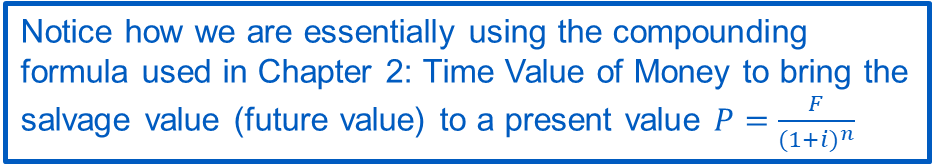 Notice how we are essentially using the compounding
formula used in Chapter 2: Time Value of Money to bring the
salvage value (future value) to a present value $P = \frac{F}{(1+i)^n}$